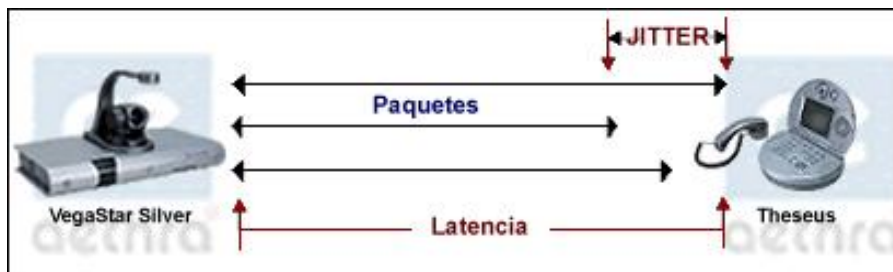 JITTER
Paquetes
VegaStar Silver
Latencia
Theseus
aethra
aethra